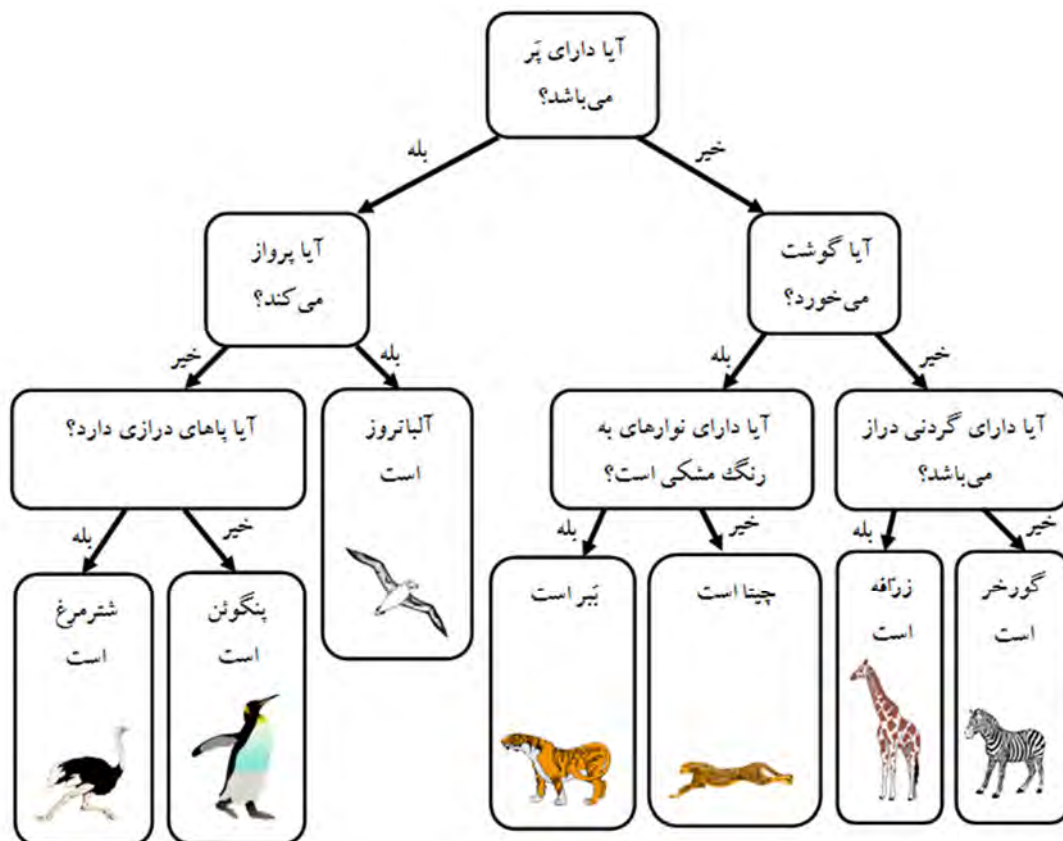 آیا دارای پَر
می‌باشد؟
بله
خیر
آیا پرواز
می‌کند؟
آیا گوشت
می‌خورد؟
خیر
بله
بله
خیر
آیا پاهای درازی دارد؟
آلباتروز
است
آیا دارای نوارهای به
رنگ مشکی است؟
آیا دارای گردنی دراز
می‌باشد؟
بله
خیر
بله
خیر
بله
خیر
شترمرغ
است
پنگوئن
است
بَبر است
چیتا است
زرّافه
است
گورخر
است